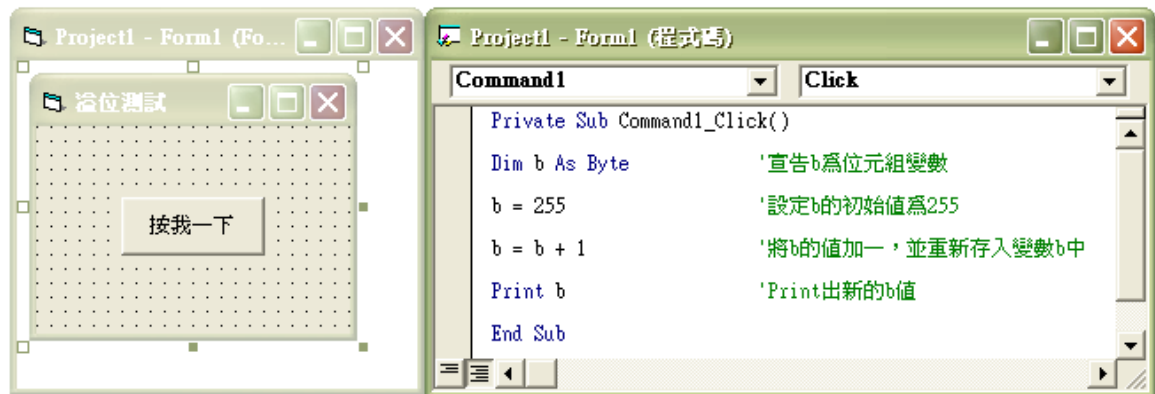 Project1 - Form1 (Fo...
溢位測試
按我一下
Project1 - Form1 (程式碼)
Command1 Click
Private Sub Command1_Click()
Dim b As Byte '宣告b為位元組變數
b = 255 '設定b的初始值為255
b = b + 1 '將b的值加一，並重新存入變數b中
Print b 'Print出新的b值
End Sub